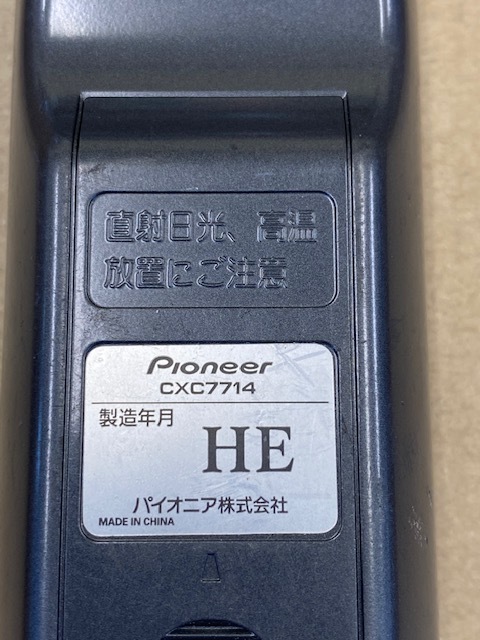 直射日光、高温
放置にご注意
Pioneer
CXC7714
製造年月
HE
パイオニア株式会社
MADE IN CHINA